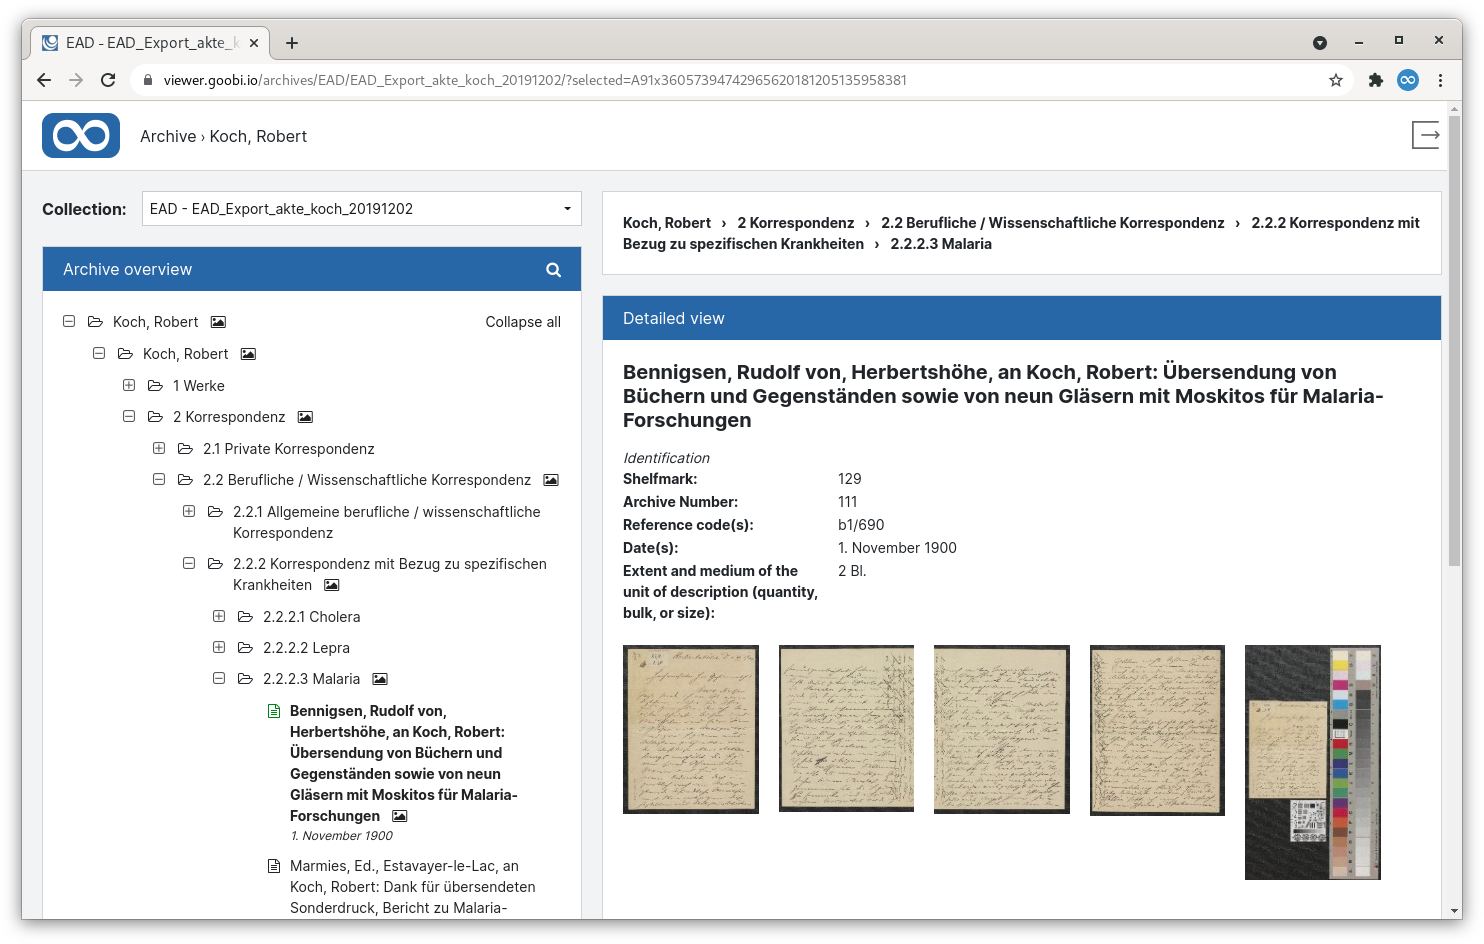 EAD - EAD_Export_akte_k
viewer.goobi.io/archives/EAD/EAD_Export_akte_koch_20191202/?selected=A91x36057394742965620181205135958381
Archive › Koch, Robert
Collection:
EAD - EAD_Export_akte_koch_20191202
Archive overview
Koch, Robert
Collapse all
Koch, Robert
1 Werke
2 Korrespondenz
2.1 Private Korrespondenz
2.2 Berufliche / Wissenschaftliche Korrespondenz
2.2.1 Allgemeine berufliche / wissenschaftliche
Korrespondenz
2.2.2 Korrespondenz mit Bezug zu spezifischen
Krankheiten
2.2.2.1 Cholera
2.2.2.2 Lepra
2.2.2.3 Malaria
Bennigsen, Rudolf von,
Herbertshöhe, an Koch, Robert:
Übersendung von Büchern und
Gegenständen sowie von neun
Gläsern mit Moskitos für Malaria-
Forschungen
1. November 1900
Marmies, Ed., Estavayer-le-Lac, an
Koch, Robert: Dank für übersendeten
Sonderdruck, Bericht zu Malaria-
Koch, Robert › 2 Korrespondenz › 2.2 Berufliche / Wissenschaftliche Korrespondenz › 2.2.2 Korrespondenz mit
Bezug zu spezifischen Krankheiten › 2.2.2.3 Malaria
Detailed view
Bennigsen, Rudolf von, Herbertshöhe, an Koch, Robert: Übersendung von
Büchern und Gegenständen sowie von neun Gläsern mit Moskitos für Malaria-
Forschungen
Identification
Shelfmark: 129
Archive Number: 111
Reference code(s): b1/690
Date(s): 1. November 1900
Extent and medium of the 2 Bl.
unit of description (quantity,
bulk, or size):